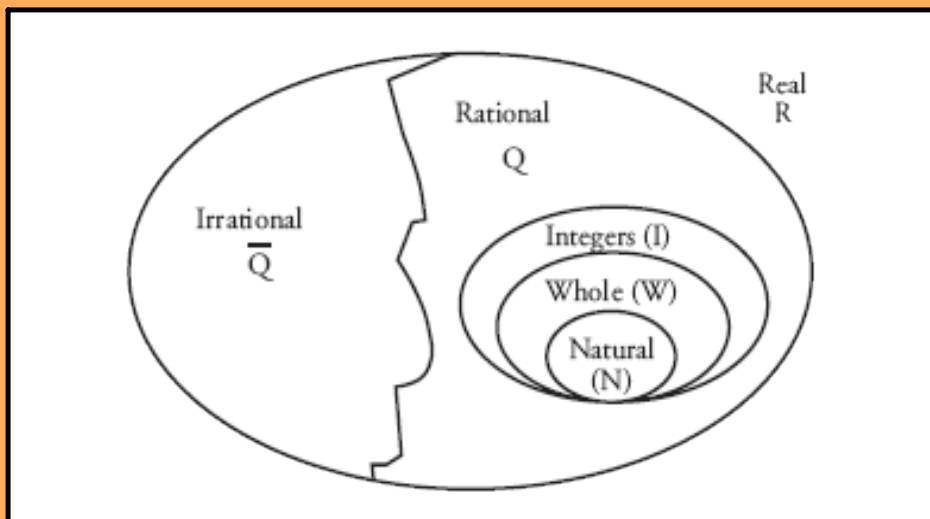 Real
R
Rational
Q
Irrational
Q̅
Integers (I)
Whole (W)
Natural
(N)